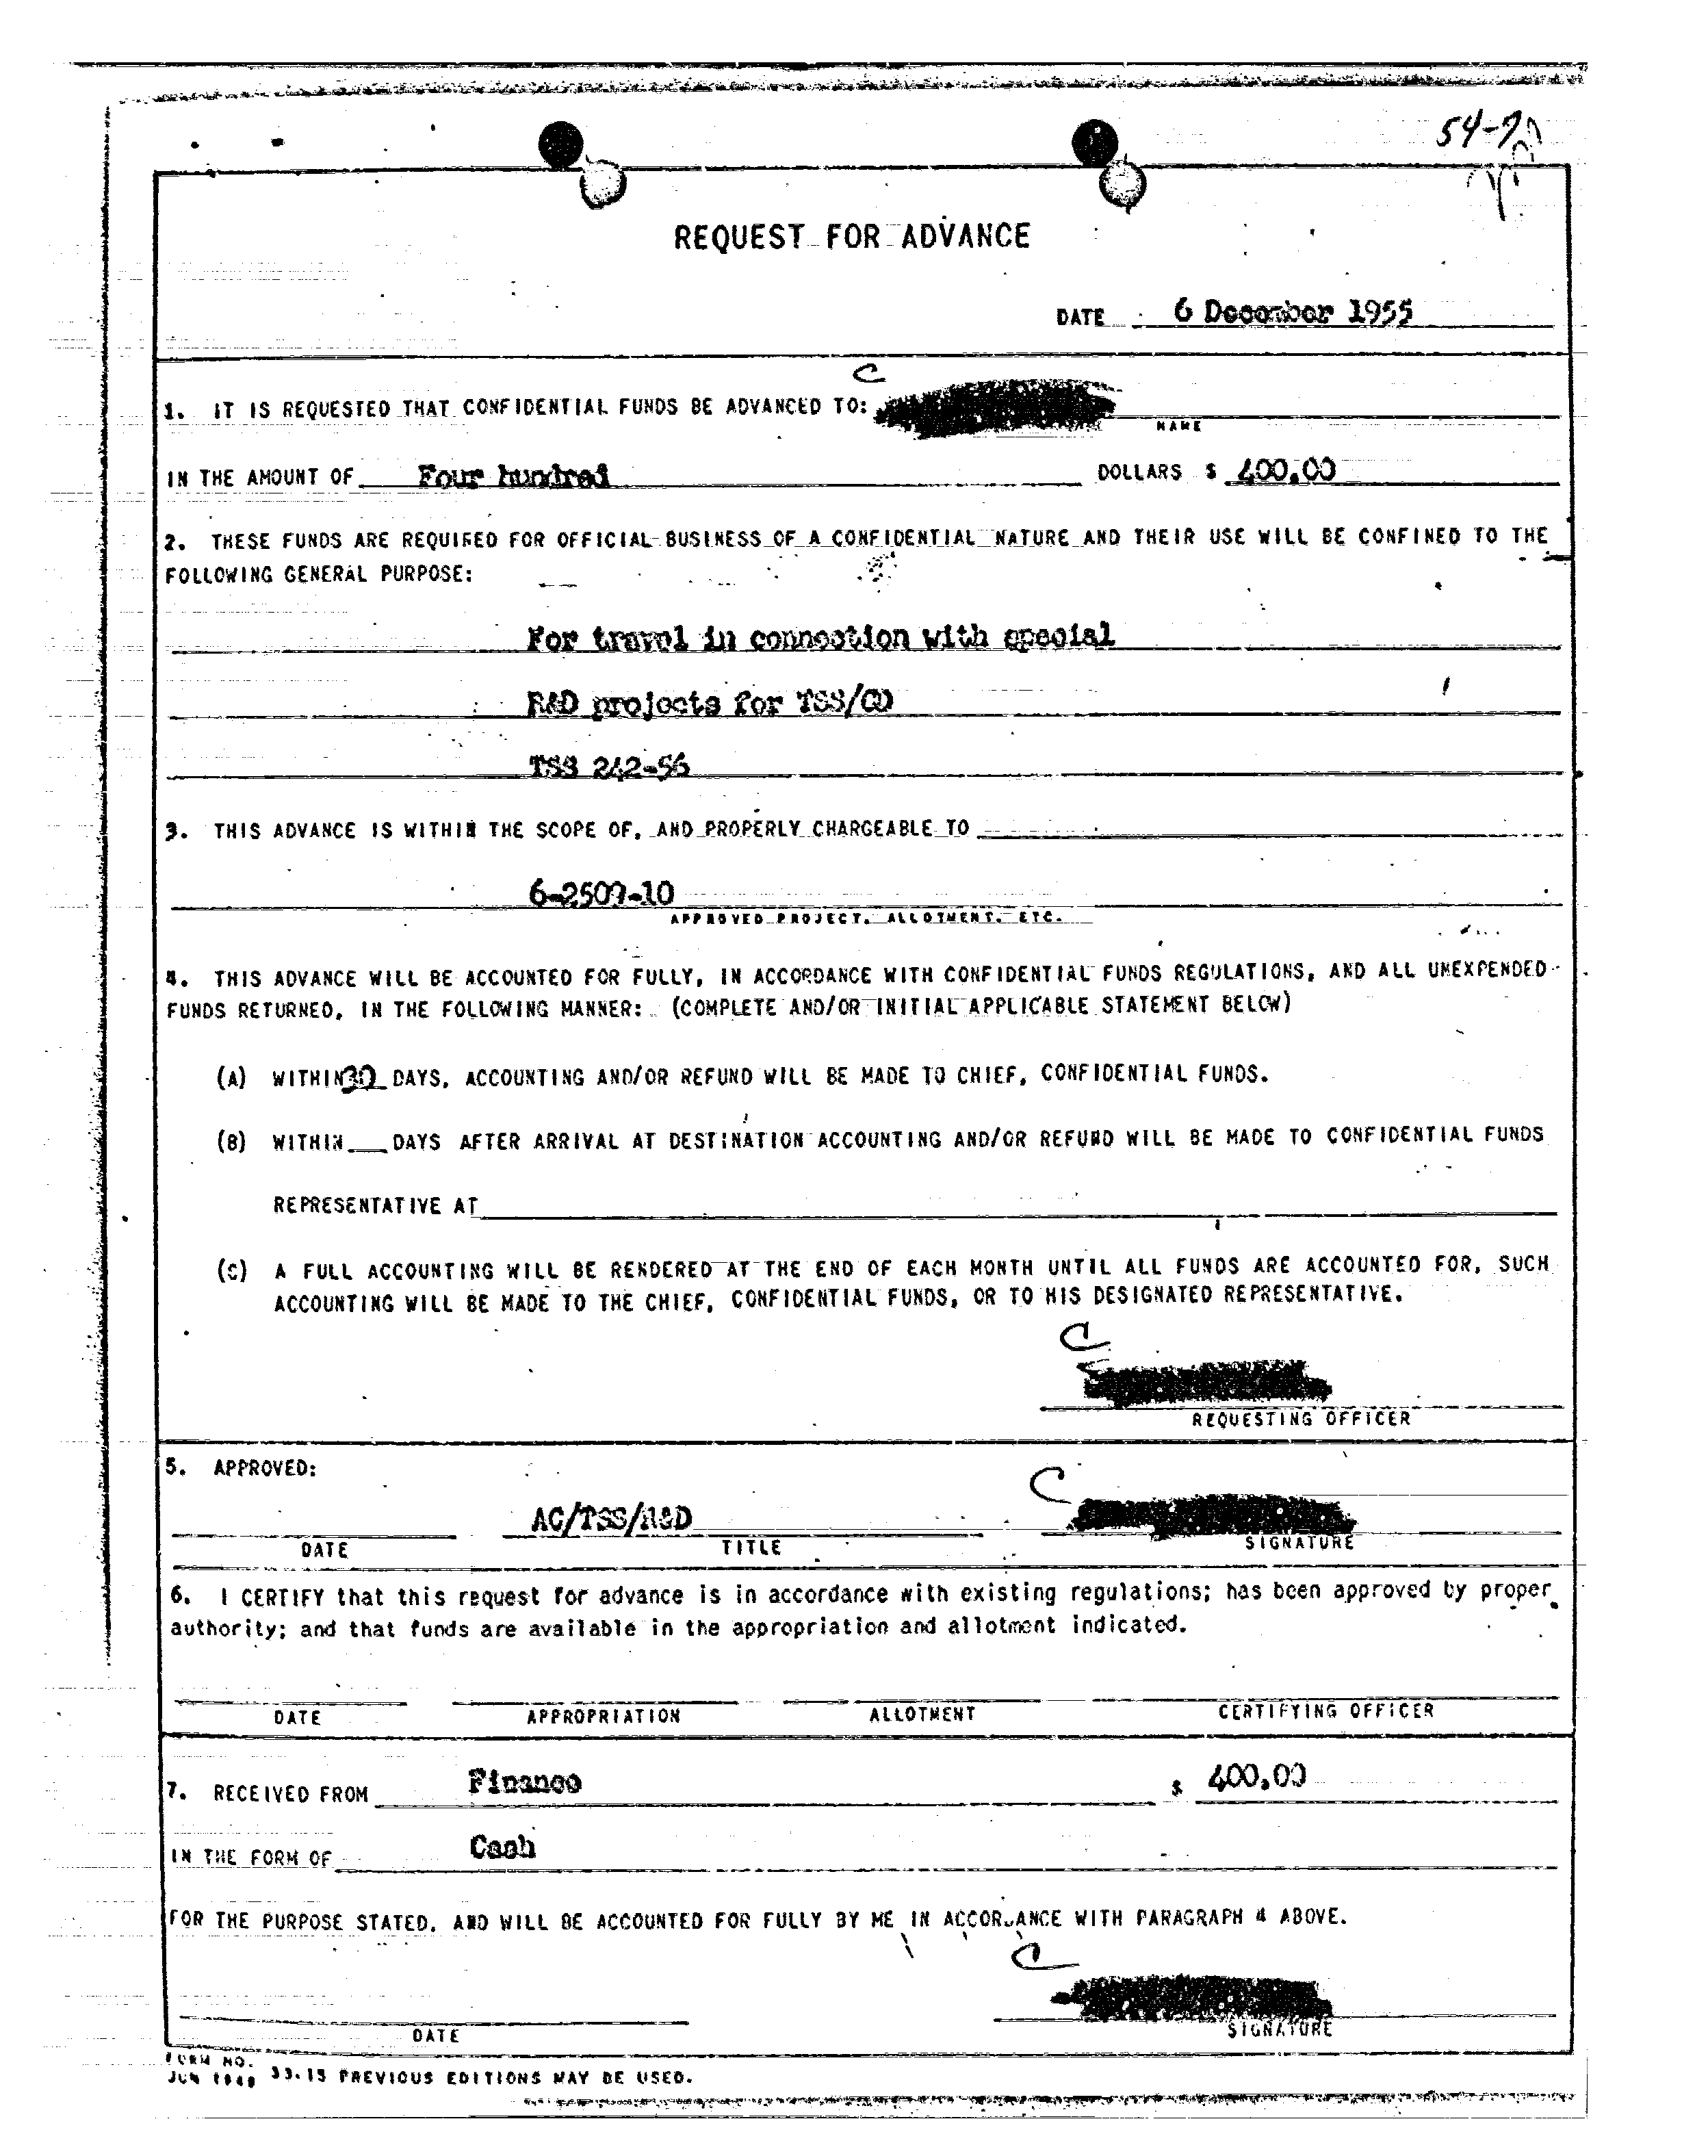 REQUEST FOR ADVANCE
DATE 6 December 1955
C
1. IT IS REQUESTED THAT CONFIDENTIAL FUNDS BE ADVANCED TO:
NAME
IN THE AMOUNT OF Four hundred DOLLARS $ 400.00
2. THESE FUNDS ARE REQUIRED FOR OFFICIAL BUSINESS OF A CONFIDENTIAL NATURE AND THEIR USE WILL BE CONFINED TO THE
FOLLOWING GENERAL PURPOSE:
For travel in connection with special
R&D projects for TSS/CD
TSS 242-56
3. THIS ADVANCE IS WITHIN THE SCOPE OF, AND PROPERLY CHARGEABLE TO
6-2509-10
APPROVED PROJECT, ALLOTMENT, ETC.
4. THIS ADVANCE WILL BE ACCOUNTED FOR FULLY, IN ACCORDANCE WITH CONFIDENTIAL FUNDS REGULATIONS, AND ALL UNEXPENDED
FUNDS RETURNED, IN THE FOLLOWING MANNER: (COMPLETE AND/OR INITIAL APPLICABLE STATEMENT BELOW)
(A) WITHIN 30 DAYS, ACCOUNTING AND/OR REFUND WILL BE MADE TO CHIEF, CONFIDENTIAL FUNDS.
(B) WITHIN DAYS AFTER ARRIVAL AT DESTINATION ACCOUNTING AND/OR REFUND WILL BE MADE TO CONFIDENTIAL FUNDS
REPRESENTATIVE AT
(C) A FULL ACCOUNTING WILL BE RENDERED AT THE END OF EACH MONTH UNTIL ALL FUNDS ARE ACCOUNTED FOR, SUCH
ACCOUNTING WILL BE MADE TO THE CHIEF, CONFIDENTIAL FUNDS, OR TO HIS DESIGNATED REPRESENTATIVE.
C
REQUESTING OFFICER
5. APPROVED:
C
AC/TSS/R&D
DATE TITLE SIGNATURE
6. I CERTIFY that this request for advance is in accordance with existing regulations; has been approved by proper
authority; and that funds are available in the appropriation and allotment indicated.
DATE APPROPRIATION ALLOTMENT CERTIFYING OFFICER
7. RECEIVED FROM Finance $ 400.00
IN THE FORM OF Cash
FOR THE PURPOSE STATED, AND WILL BE ACCOUNTED FOR FULLY BY ME IN ACCORDANCE WITH PARAGRAPH 4 ABOVE.
C
DATE SIGNATURE
FORM NO.
JUN 1949 33-15 PREVIOUS EDITIONS MAY BE USED.